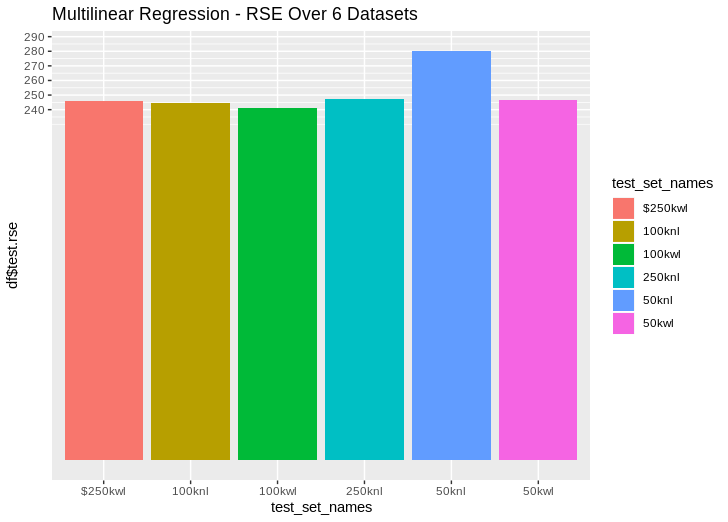 Multilinear Regression - RSE Over 6 Datasets
290
280
270
260
250
240
df$test.rse
$250kwl 100knl 100kwl 250knl 50knl 50kwl
test_set_names
test_set_names
$250kwl
100knl
100kwl
250knl
50knl
50kwl